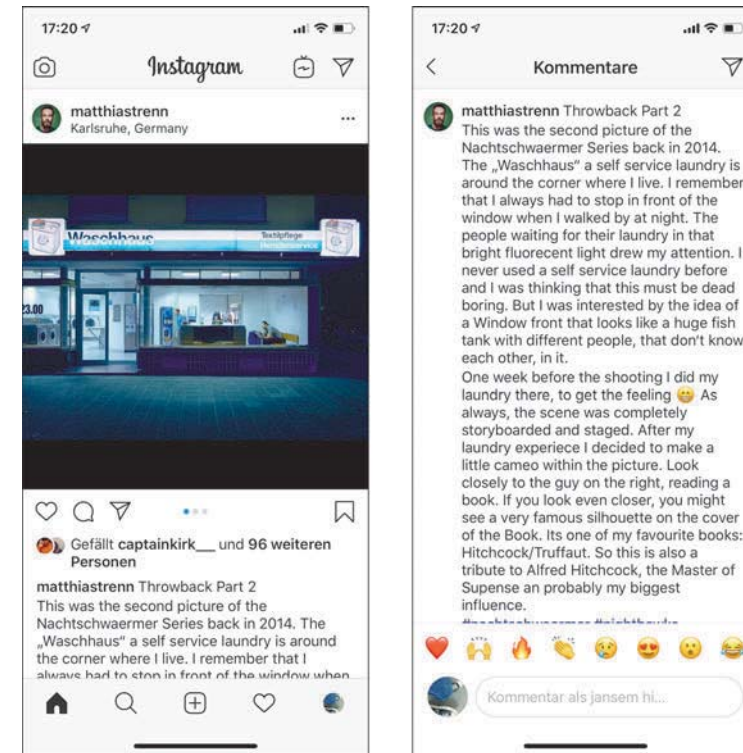 17:20
Instagram
matthiastrenn
Karlsruhe, Germany
Waschhaus
Textilpflege
23.00
Gefällt captainkirk__ und 96 weiteren
Personen
matthiastrenn Throwback Part 2
This was the second picture of the
Nachtschwaermer Series back in 2014. The
„Waschhaus“ a self service laundry is around
the corner where I live. I remember that I
always had to stop in front of the window when
17:20
Kommentare
matthiastrenn Throwback Part 2
This was the second picture of the
Nachtschwaermer Series back in 2014.
The „Waschhaus“ a self service laundry is
around the corner where I live. I remember
that I always had to stop in front of the
window when I walked by at night. The
people waiting for their laundry in that
bright fluorecent light drew my attention. I
never used a self service laundry before
and I was thinking that this must be dead
boring. But I was interested by the idea of
a Window front that looks like a huge fish
tank with different people, that don't know
each other, in it.
One week before the shooting I did my
laundry there, to get the feeling 😁 As
always, the scene was completely
storyboarded and staged. After my
laundry experiece I decided to make a
little cameo within the picture. Look
closely to the guy on the right, reading a
book. If you look even closer, you might
see a very famous silhouette on the cover
of the Book. Its one of my favourite books:
Hitchcock/Truffaut. So this is also a
tribute to Alfred Hitchcock, the Master of
Supense an probably my biggest
influence.
Kommentar als jansem hi...